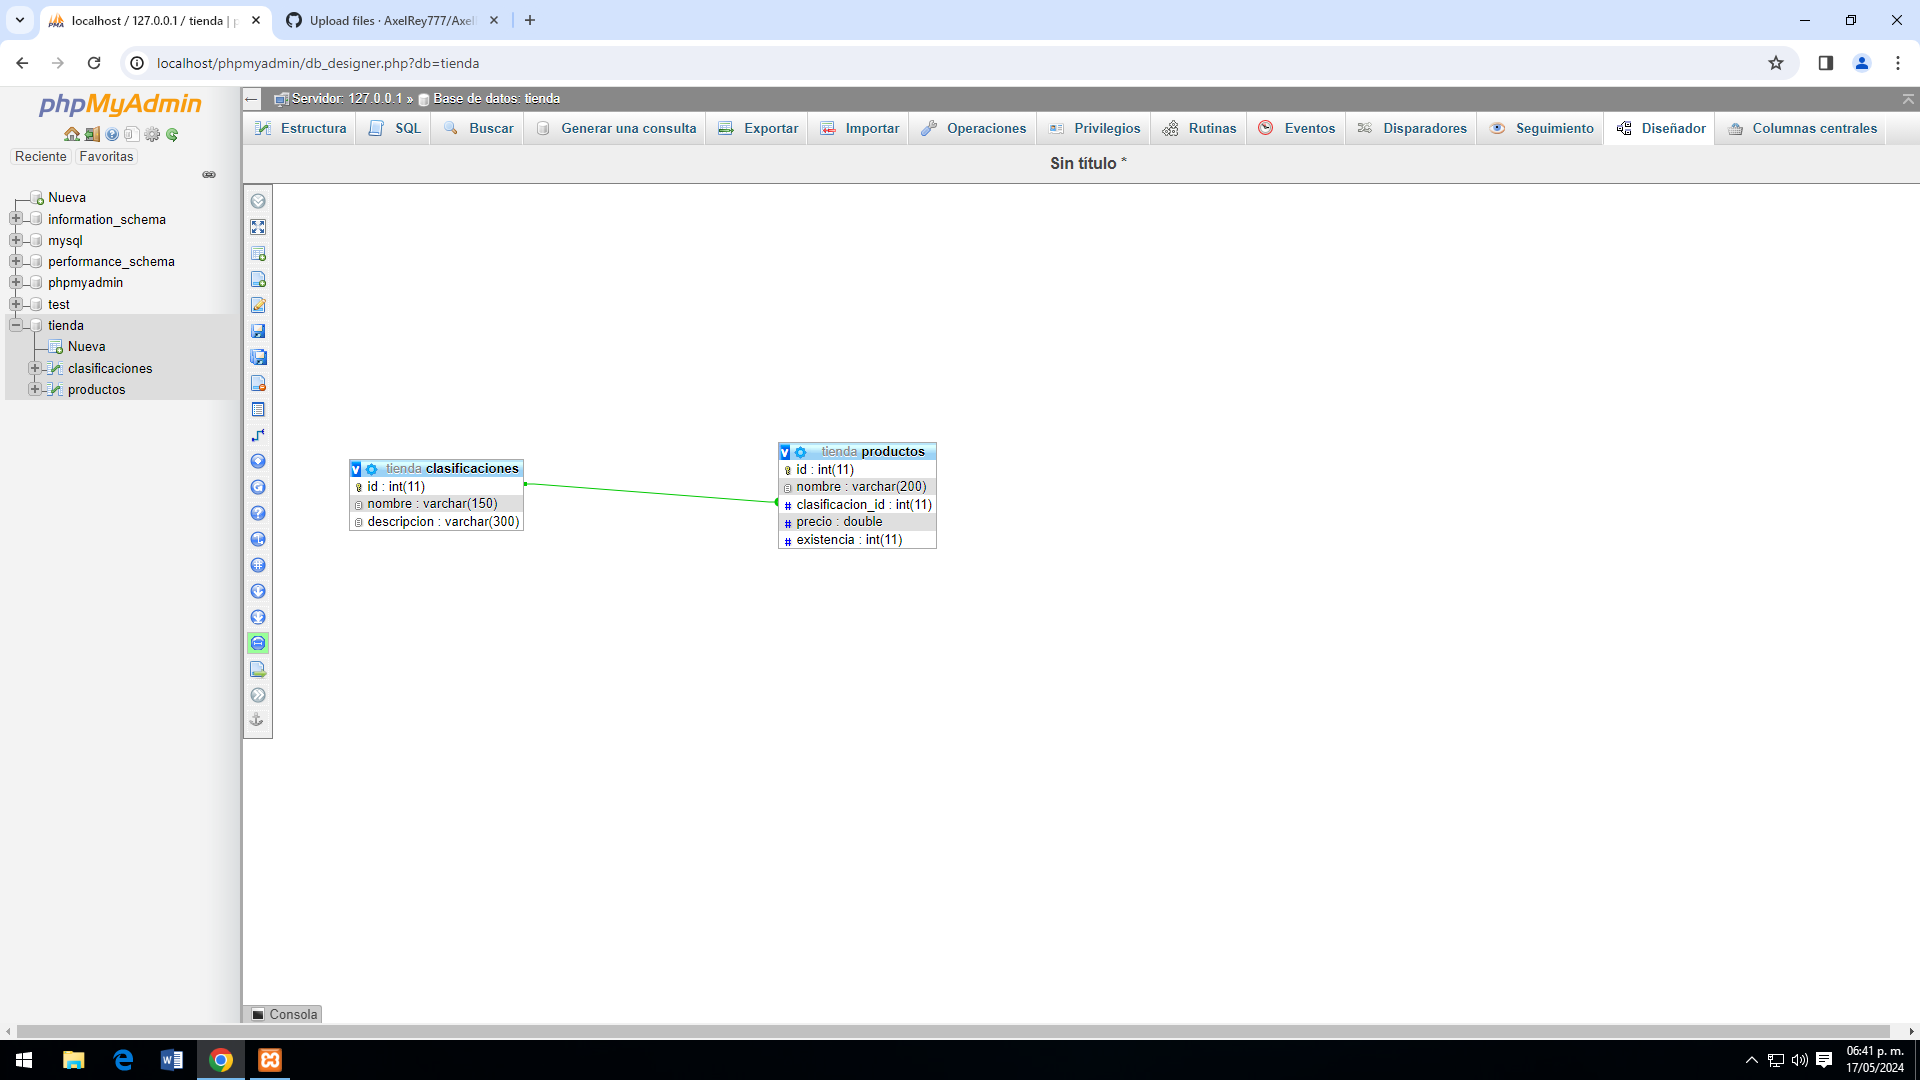 localhost / 127.0.0.1 / tienda | p
Upload files · AxelRey777/Axel
localhost/phpmyadmin/db_designer.php?db=tienda
phpMyAdmin
Reciente
Favoritas
Nueva
information_schema
mysql
performance_schema
phpmyadmin
test
tienda
Nueva
clasificaciones
productos
Servidor: 127.0.0.1 » Base de datos: tienda
Estructura
SQL
Buscar
Generar una consulta
Exportar
Importar
Operaciones
Privilegios
Rutinas
Eventos
Disparadores
Seguimiento
Diseñador
Columnas centrales
Sin título *
tienda clasificaciones
id : int(11)
nombre : varchar(150)
descripcion : varchar(300)
tienda productos
id : int(11)
nombre : varchar(200)
clasificacion_id : int(11)
precio : double
existencia : int(11)
Consola
06:41 p. m.
17/05/2024